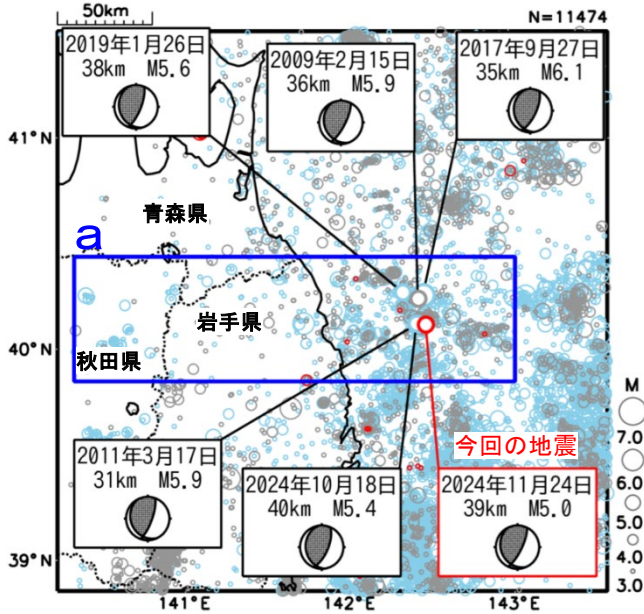 50km
N=11474
2019年1月26日
38km M5.6
2009年2月15日
36km M5.9
2017年9月27日
35km M6.1
41°N
青森県
a
岩手県
40°N
秋田県
M
7.0
6.0
5.0
4.0
3.0
今回の地震
2011年3月17日
31km M5.9
2024年10月18日
40km M5.4
2024年11月24日
39km M5.0
39°N
141°E
142°E
143°E